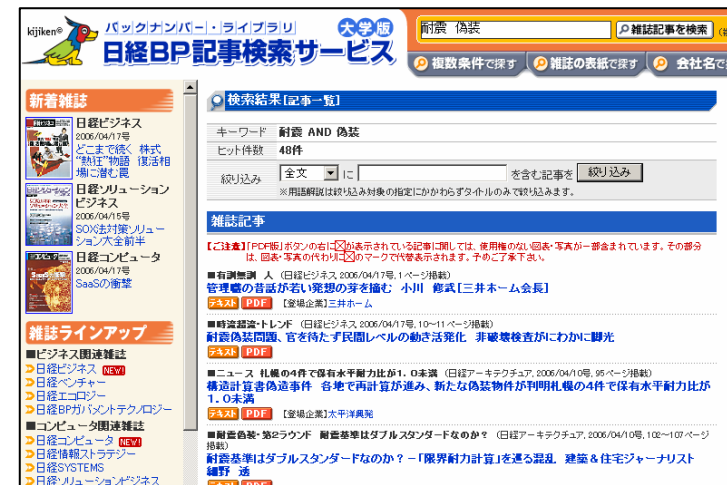 kijiken®
バックナンバー・ライブラリ
大学版
日経BP記事検索サービス
耐震 偽装
雑誌記事を検索
複数条件で探す
雑誌の表紙で探す
会社名で
新着雑誌
日経ビジネス
2006/04/17号
どこまで続く 株式
“熱狂”物語 復活相
場に潜む罠
日経ソリューション
ビジネス
2006/04/15号
SOX法対策ソリュー
ション大全前半
日経コンピュータ
2006/04/17号
SaaSの衝撃
雑誌ラインアップ
■ビジネス関連雑誌
日経ビジネス NEW!
日経ベンチャー
日経エコロジー
日経BPガバメントテクノロジー
■コンピュータ関連雑誌
日経コンピュータ NEW!
日経情報ストラテジー
日経SYSTEMS
日経ソリューションビジネス
検索結果[記事一覧]
キーワード 耐震 AND 偽装
ヒット件数 48件
絞り込み 全文 に を含む記事を 絞り込み
※用語解説は絞り込み対象の指定にかかわらずタイトルのみで絞り込みます。
雑誌記事
【ご注意】「PDF版」ボタンの右に が表示されている記事に関しては、使用権のない図表・写真が一部含まれています。その部分
は、図表・写真の代わりに のマークで代替表示されます。予めご了承下さい。
■有訓無訓 人 （日経ビジネス 2006/04/17号,1ページ掲載）
管理職の昔話が若い発想の芽を摘む 小川 修武[三井ホーム会長]
テキスト PDF 【登場企業】三井ホーム
■時流超流・トレンド （日経ビジネス,2006/04/17号,10～11ページ掲載）
耐震偽装問題、官を待たず民間レベルの動き活発化 非破壊検査がにわかに脚光
テキスト PDF
■ニュース 札幌の4件で保有水平耐力比が1．0未満 （日経アーキテクチュア,2006/04/10号,95ページ掲載）
構造計算書偽造事件 各地で再計算が進み、新たな偽装物件が判明札幌の4件で保有水平耐力比が
1．0未満
テキスト PDF 【登場企業】太平洋興発
■耐震偽装・第2ラウンド 耐震基準はダブルスタンダードなのか？ （日経アーキテクチュア,2006/04/10号,102～107ページ
掲載）
耐震基準はダブルスタンダードなのか？－「限界耐力計算」を巡る混乱 建築＆住宅ジャーナリスト
細野 透
テキスト PDF